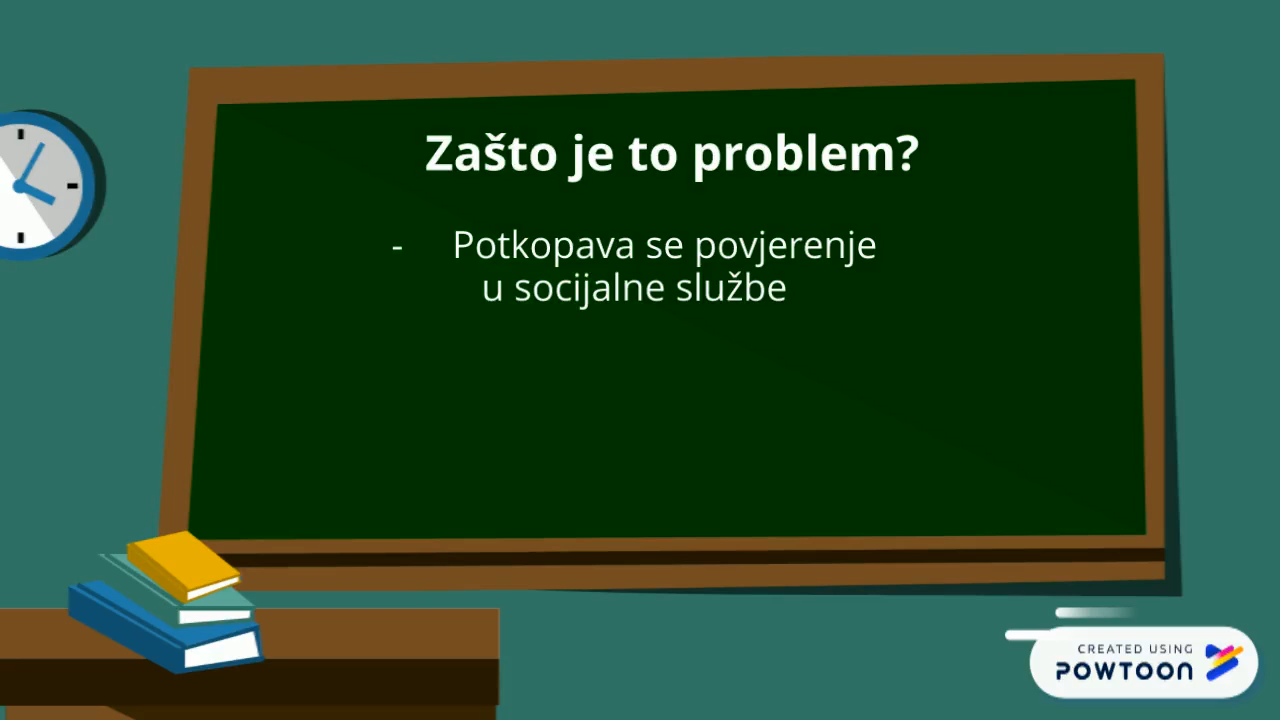 Zašto je to problem?
- Potkopava se povjerenje
u socijalne službe
CREATED USING
POWTOON